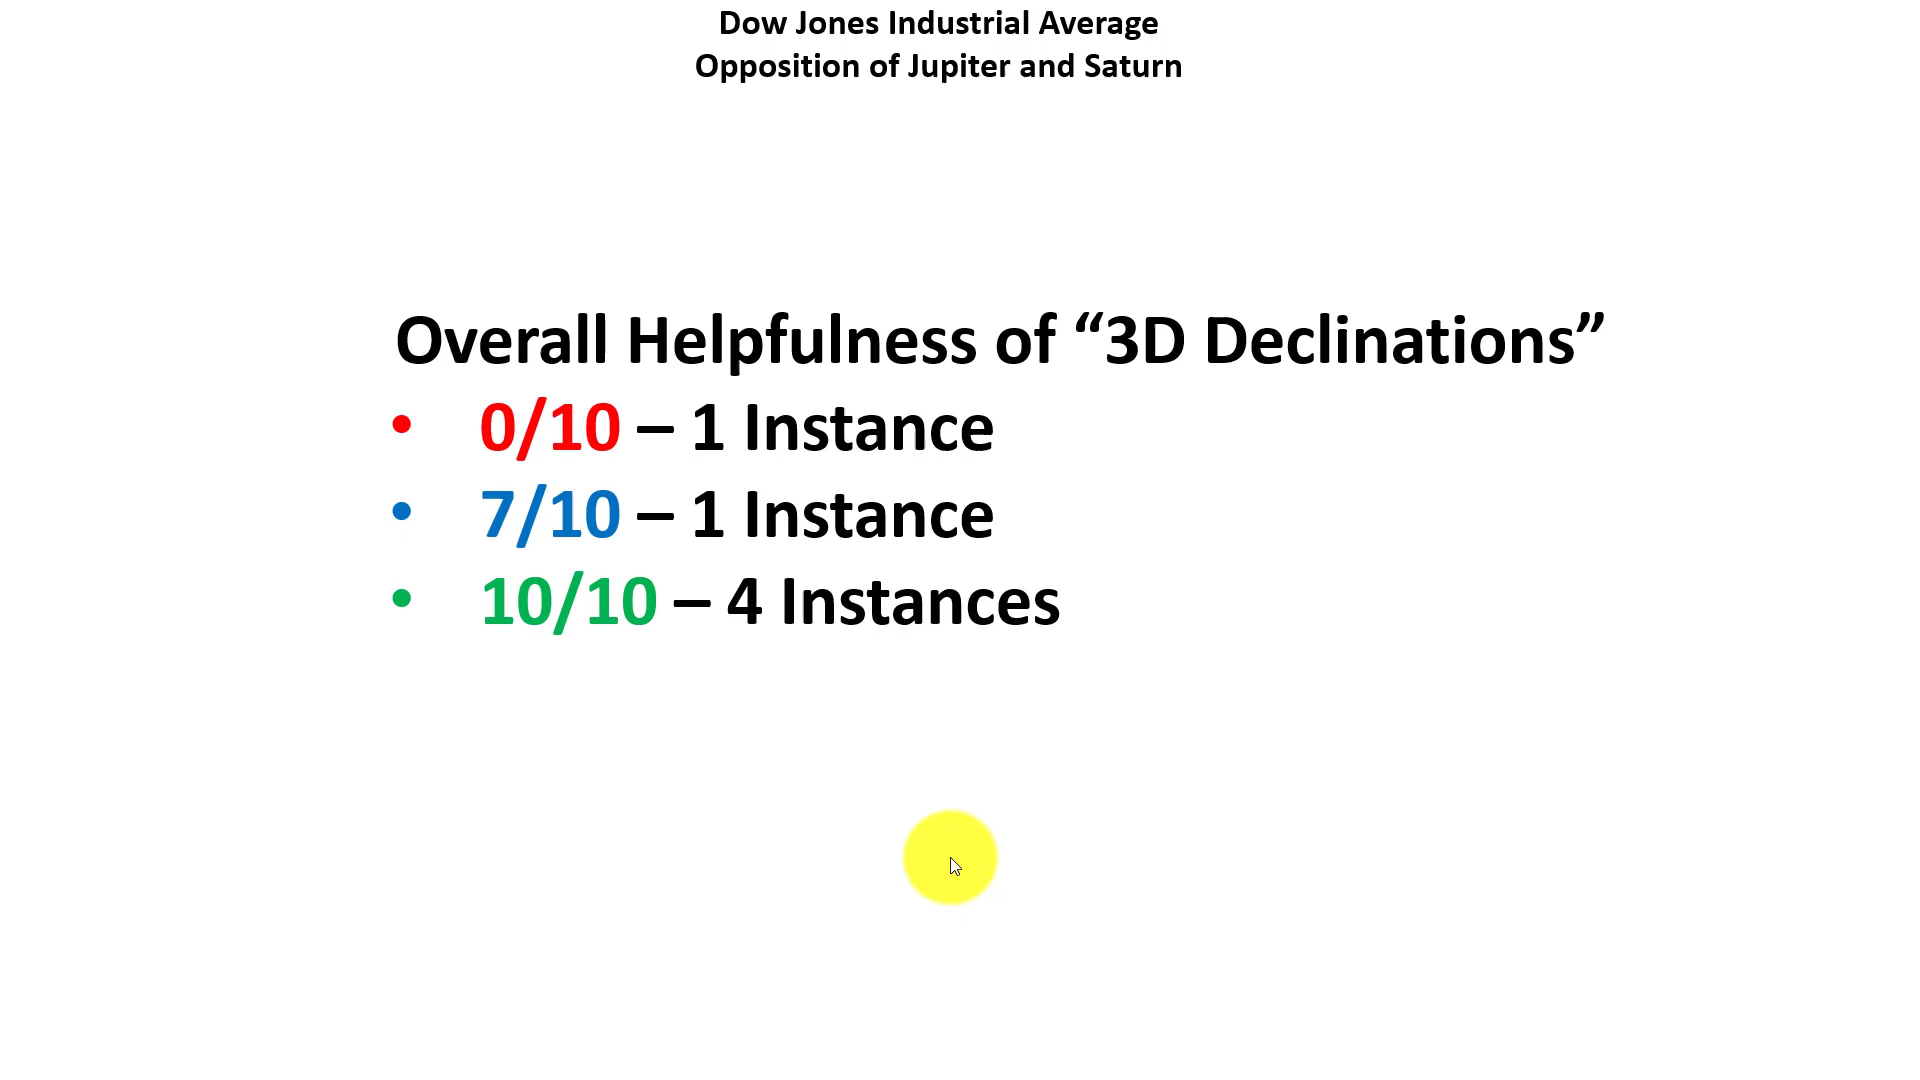 Dow Jones Industrial Average
Opposition of Jupiter and Saturn
Overall Helpfulness of “3D Declinations”
• 0/10 – 1 Instance
• 7/10 – 1 Instance
• 10/10 – 4 Instances